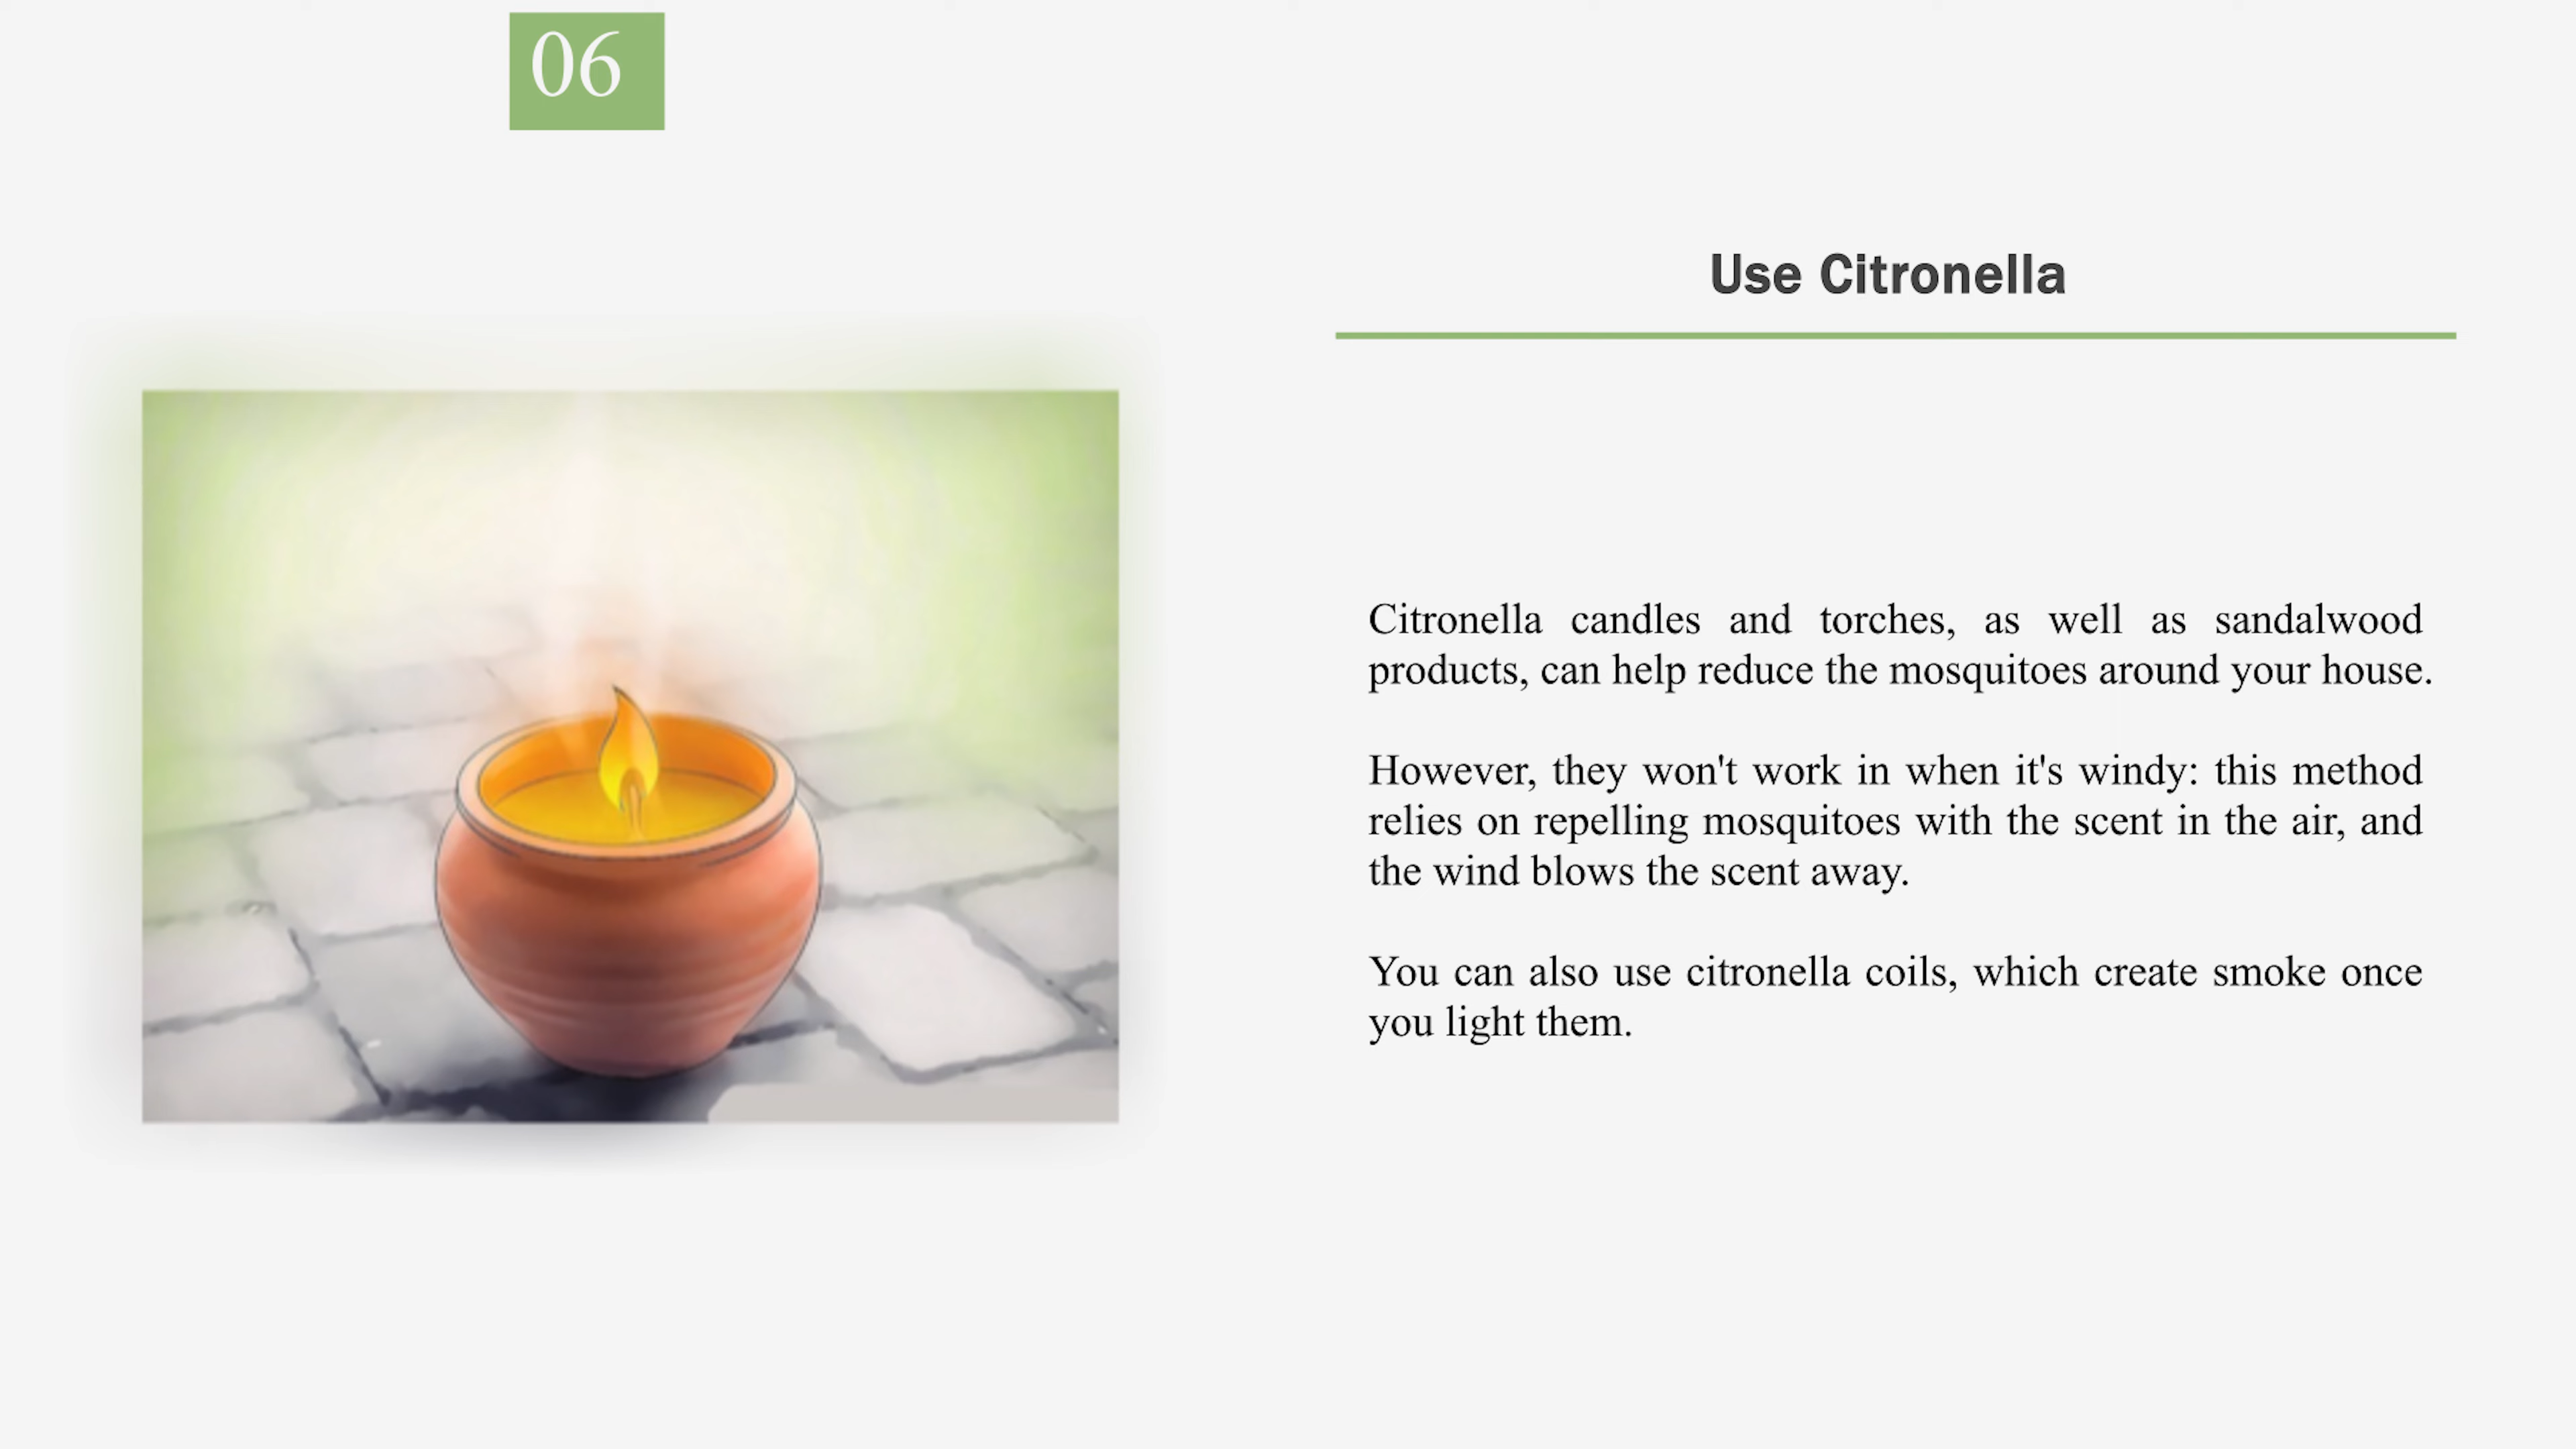 06
Use Citronella
Citronella candles and torches, as well as sandalwood
products, can help reduce the mosquitoes around your house.
However, they won't work in when it's windy: this method
relies on repelling mosquitoes with the scent in the air, and
the wind blows the scent away.
You can also use citronella coils, which create smoke once
you light them.